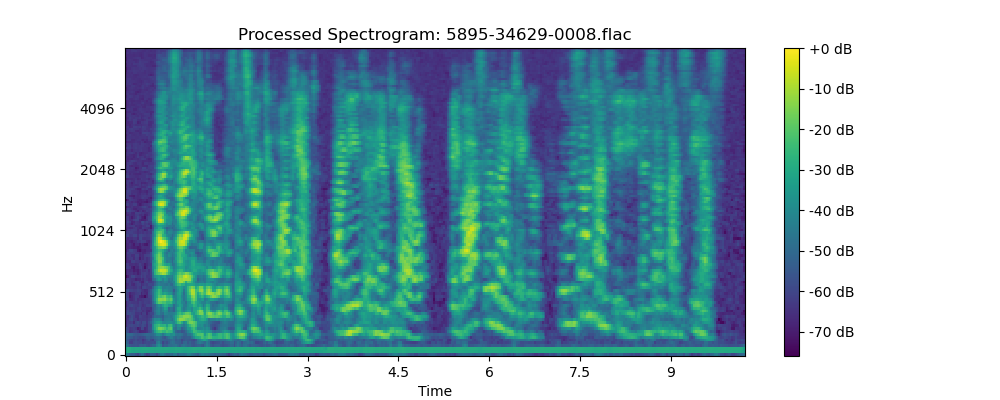 Processed Spectrogram: 5895-34629-0008.flac
Hz
4096
2048
1024
512
0
0 1.5 3 4.5 6 7.5 9
Time
+0 dB
-10 dB
-20 dB
-30 dB
-40 dB
-50 dB
-60 dB
-70 dB